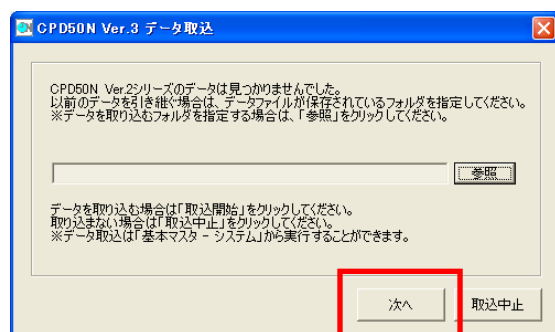 CPD50N Ver.3 データ取込
CPD50N Ver.2シリーズのデータは見つかりませんでした。
以前のデータを引き継ぐ場合は、データファイルが保存されているフォルダを指定してください。
※データを取り込むフォルダを指定する場合は、「参照」をクリックしてください。
参照
データを取り込む場合は「取込開始」をクリックしてください。
取り込まない場合は「取込中止」をクリックしてください。
※データ取込は「基本マスタ - システム」から実行することができます。
次へ
取込中止